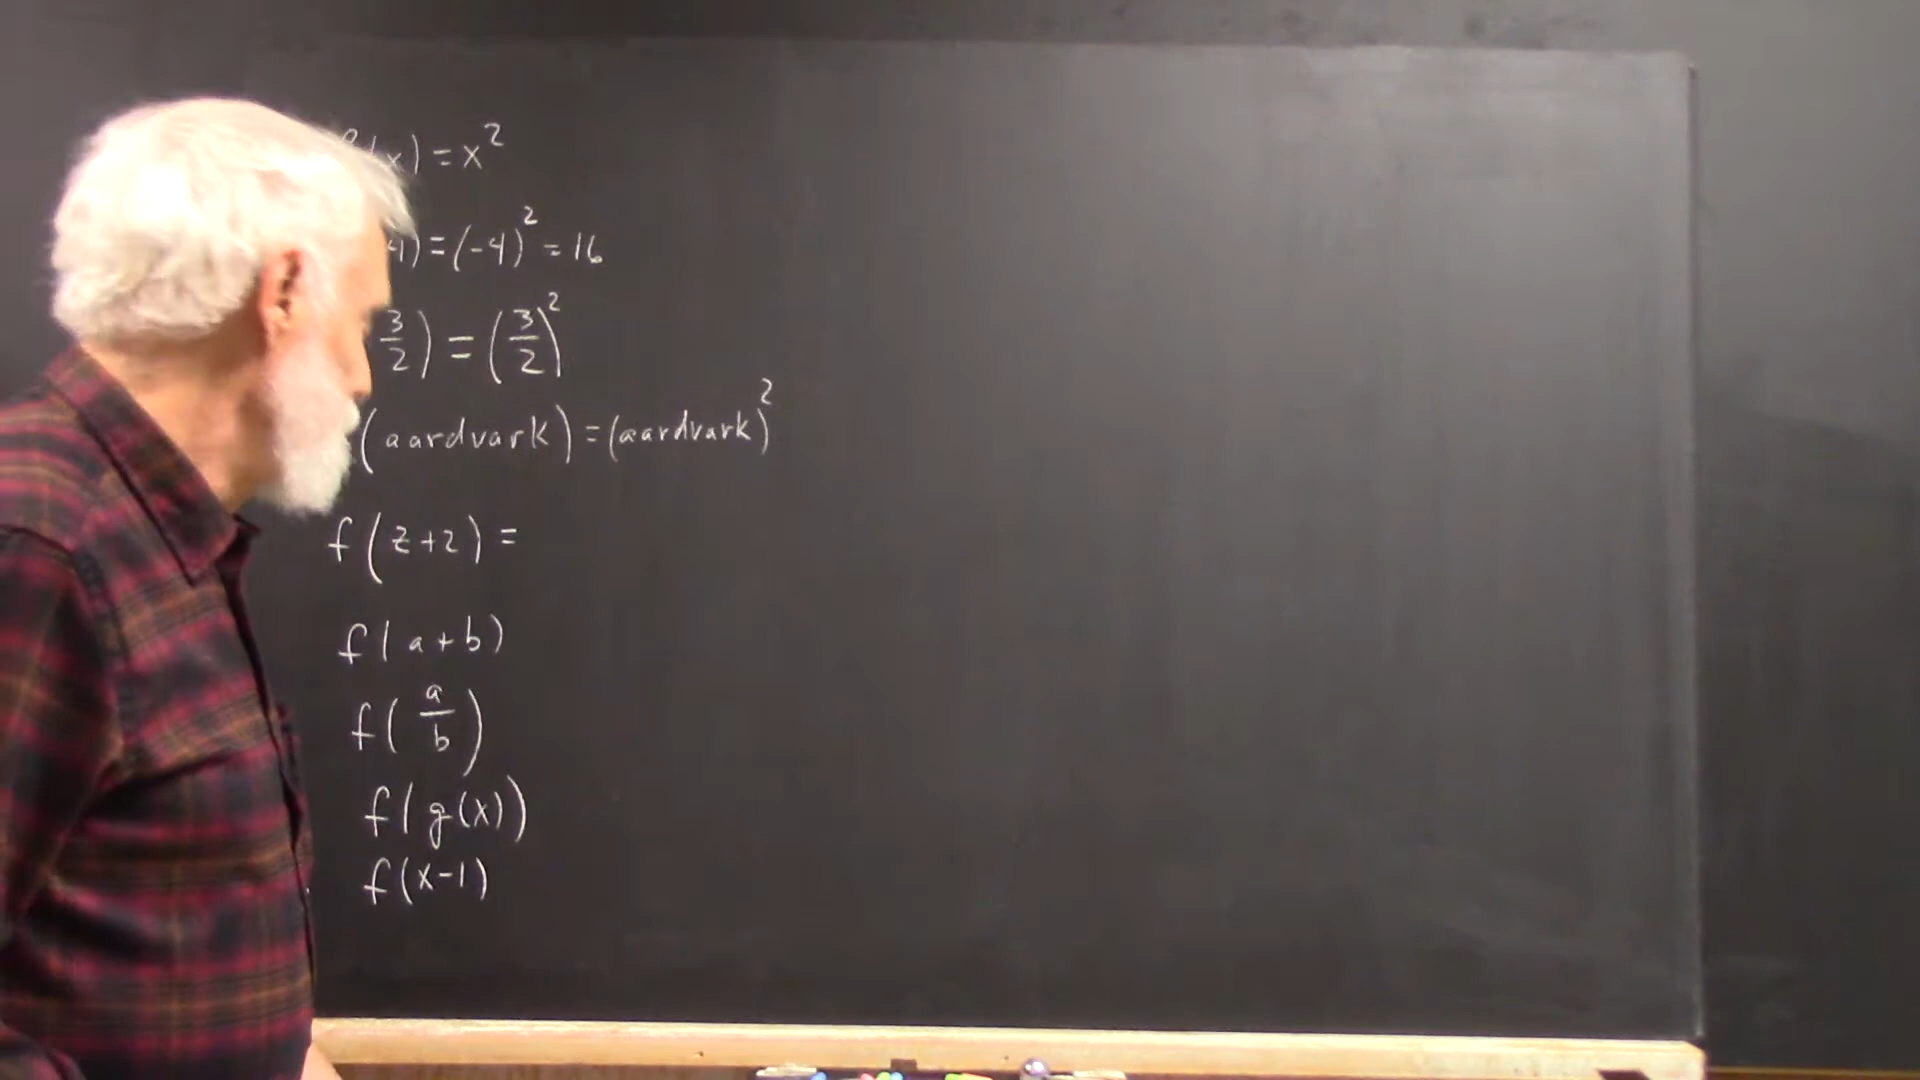 (x) = x²
4) = (-4)² = 16
3/2) = (3/2)²
(aardvark) = (aardvark)²
f(z+2) =
f(a+b)
f(a/b)
f(g(x))
f(x-1)